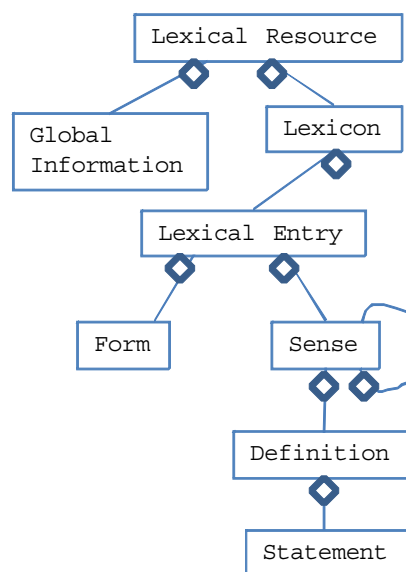 Lexical Resource
Global
Information
Lexicon
Lexical Entry
Form
Sense
Definition
Statement